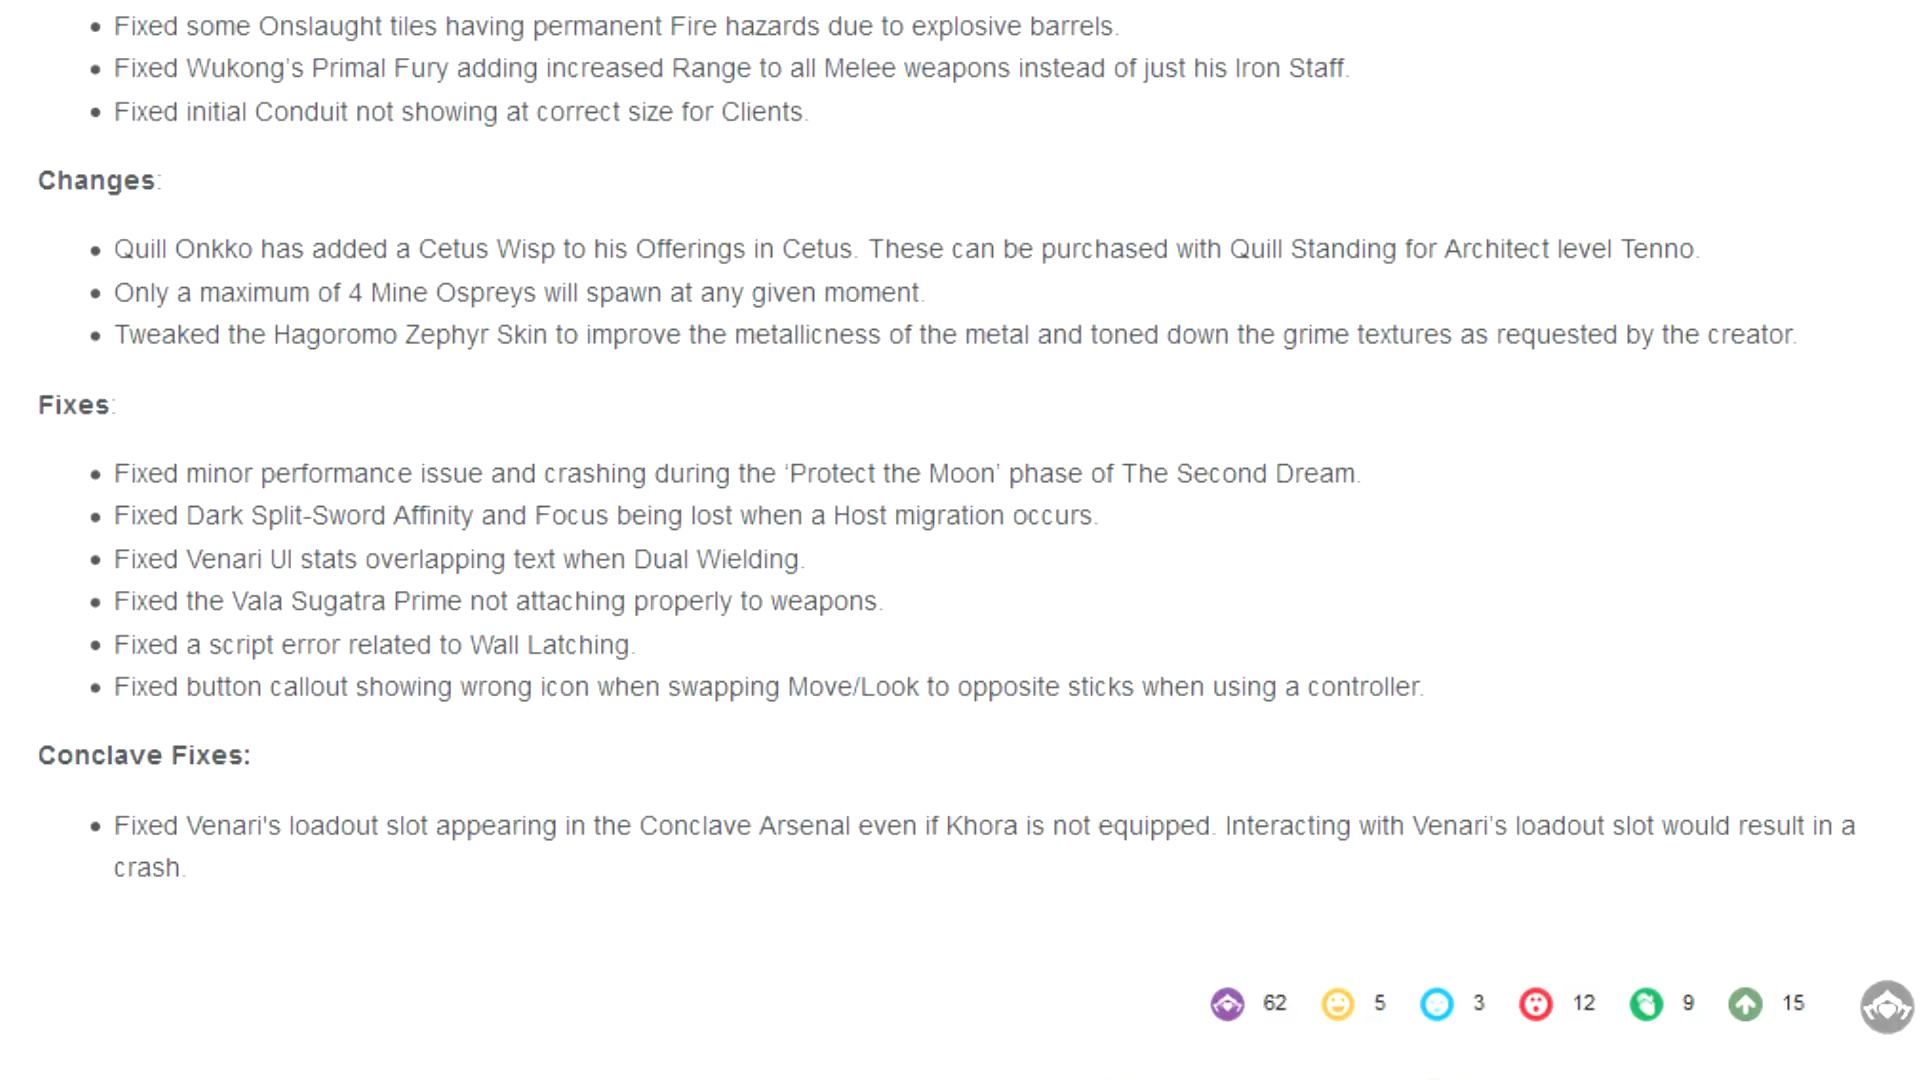 Fixed some Onslaught tiles having permanent Fire hazards due to explosive barrels.
Fixed Wukong’s Primal Fury adding increased Range to all Melee weapons instead of just his Iron Staff.
Fixed initial Conduit not showing at correct size for Clients.
Changes:
Quill Onkko has added a Cetus Wisp to his Offerings in Cetus. These can be purchased with Quill Standing for Architect level Tenno.
Only a maximum of 4 Mine Ospreys will spawn at any given moment.
Tweaked the Hagoromo Zephyr Skin to improve the metallicness of the metal and toned down the grime textures as requested by the creator.
Fixes:
Fixed minor performance issue and crashing during the ‘Protect the Moon’ phase of The Second Dream.
Fixed Dark Split-Sword Affinity and Focus being lost when a Host migration occurs.
Fixed Venari UI stats overlapping text when Dual Wielding.
Fixed the Vala Sugatra Prime not attaching properly to weapons.
Fixed a script error related to Wall Latching.
Fixed button callout showing wrong icon when swapping Move/Look to opposite sticks when using a controller.
Conclave Fixes:
Fixed Venari's loadout slot appearing in the Conclave Arsenal even if Khora is not equipped. Interacting with Venari’s loadout slot would result in a
crash.
62 5 3 12 9 15